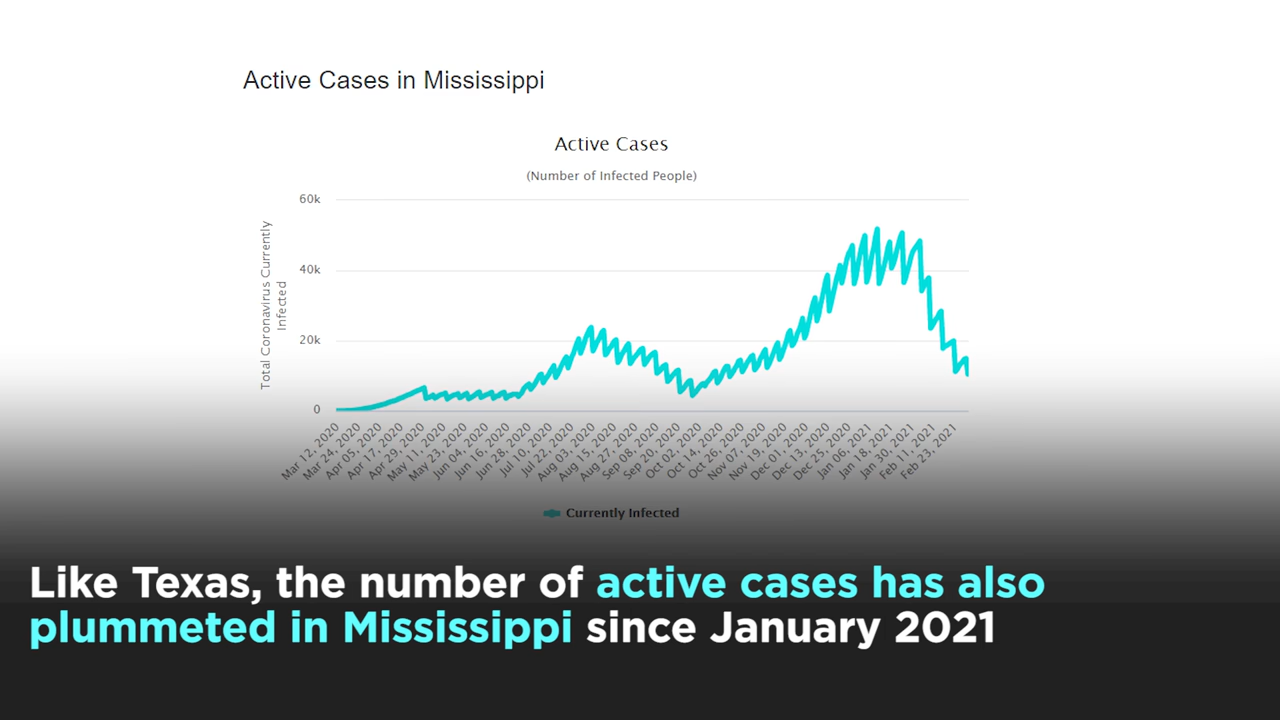 Active Cases in Mississippi
Active Cases
(Number of Infected People)
Total Coronavirus Currently
Infected
60k
40k
20k
0
Mar 12, 2020
Mar 24, 2020
Apr 05, 2020
Apr 17, 2020
Apr 29, 2020
May 11, 2020
May 23, 2020
Jun 04, 2020
Jun 16, 2020
Jun 28, 2020
Jul 10, 2020
Jul 22, 2020
Aug 03, 2020
Aug 15, 2020
Aug 27, 2020
Sep 08, 2020
Sep 20, 2020
Oct 02, 2020
Oct 14, 2020
Oct 26, 2020
Nov 07, 2020
Nov 19, 2020
Dec 01, 2020
Dec 13, 2020
Dec 25, 2020
Jan 06, 2021
Jan 18, 2021
Jan 30, 2021
Feb 11, 2021
Feb 23, 2021
Currently Infected
Like Texas, the number of active cases has also
plummeted in Mississippi since January 2021